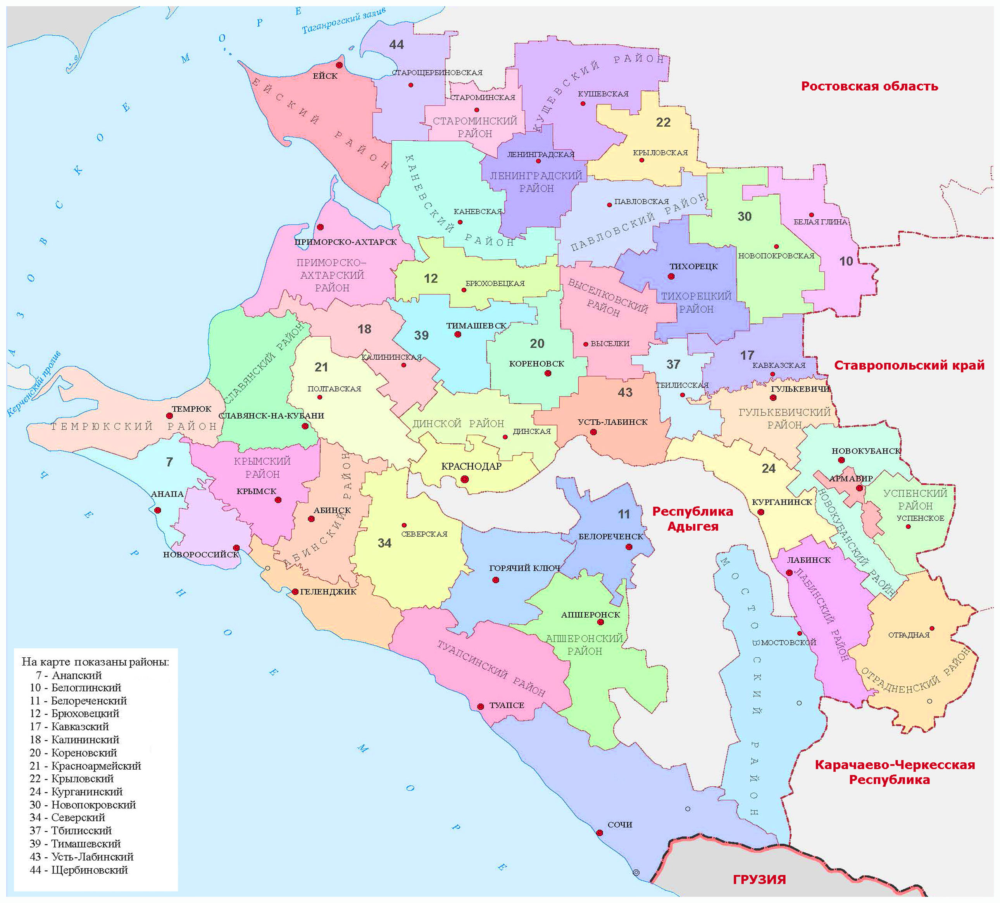 Таганрогский залив
АЗОВСКОЕ МОРЕ
44
СТАРОЩЕРБИНОВСКАЯ
ЕЙСК
ЕЙСКИЙ РАЙОН
СТАРОМИНСКАЯ
СТАРОМИНСКИЙ
РАЙОН
КУЩЕВСКИЙ РАЙОН
КУШЕВСКАЯ
22
КРЫЛОВСКАЯ
Ростовская область
ЛЕНИНГРАДСКАЯ
ЛЕНИНГРАДСКИЙ
РАЙОН
КАНЕВСКИЙ РАЙОН
КАНЕВСКАЯ
ПАВЛОВСКАЯ
ПАВЛОВСКИЙ РАЙОН
30
НОВОПОКРОВСКАЯ
БЕЛАЯ ГЛИНА
10
ПРИМОРСКО-АХТАРСК
ПРИМОРСКО-
АХТАРСКИЙ
РАЙОН
12
БРЮХОВЕЦКАЯ
ТИХОРЕЦК
ТИХОРЕЦКИЙ
РАЙОН
ВЫСЕЛКОВСКИЙ
РАЙОН
ВЫСЕЛКИ
18
КАЛИНИНСКАЯ
39
ТИМАШЕВСК
20
КОРЕНОВСК
37
ТБИЛИССКАЯ
17
КАВКАЗСКАЯ
Ставропольский край
СЛАВЯНСКИЙ РАЙОН
СЛАВЯНСК-НА-КУБАНИ
21
ПОЛТАВСКАЯ
Керченский пролив
ТЕМРЮК
ТЕМРЮКСКИЙ РАЙОН
ДИНСКОЙ РАЙОН
ДИНСКАЯ
43
УСТЬ-ЛАБИНСК
ГУЛЬКЕВИЧИ
ГУЛЬКЕВИЧСКИЙ
РАЙОН
7
АНАПА
КРЫМСКИЙ
РАЙОН
КРЫМСК
КРАСНОДАР
24
КУРГАНИНСК
НОВОКУБАНСК
АРМАВИР
НОВОКУБАНСКИЙ РАОЙН
УСПЕНСКИЙ
РАЙОН
УСПЕНСКОЕ
НОВОРОССИЙСК
АБИНСК
АБИНСКИЙ РАЙОН
34
СЕВЕРСКАЯ
11
БЕЛОРЕЧЕНСК
Республика
Адыгея
ГЕЛЕНДЖИК
ГОРЯЧИЙ КЛЮЧ
АПШЕРОНСК
АПШЕРОНСКИЙ
РАЙОН
МОСТОВСКИЙ РАЙОН
МОСТОВСКОЙ
ЛАБИНСК
ЛАБИНСКИЙ РАЙОН
ОТРАДНАЯ
ОТРАДНЕНСКИЙ РАЙОН
ТУАПСИНСКИЙ РАЙОН
ТУАПСЕ
ЧЕРНОЕ МОРЕ
СОЧИ
Карачаево-Черкесская
Республика
ГРУЗИЯ
На карте показаны районы:
7 - Анапский
10 - Белоглинский
11 - Белореченский
12 - Брюховецкий
17 - Кавказский
18 - Калининский
20 - Кореновский
21 - Красноармейский
22 - Крыловский
24 - Курганинский
30 - Новопокровский
34 - Северский
37 - Тбилисский
39 - Тимашевский
43 - Усть-Лабинский
44 - Щербиновский